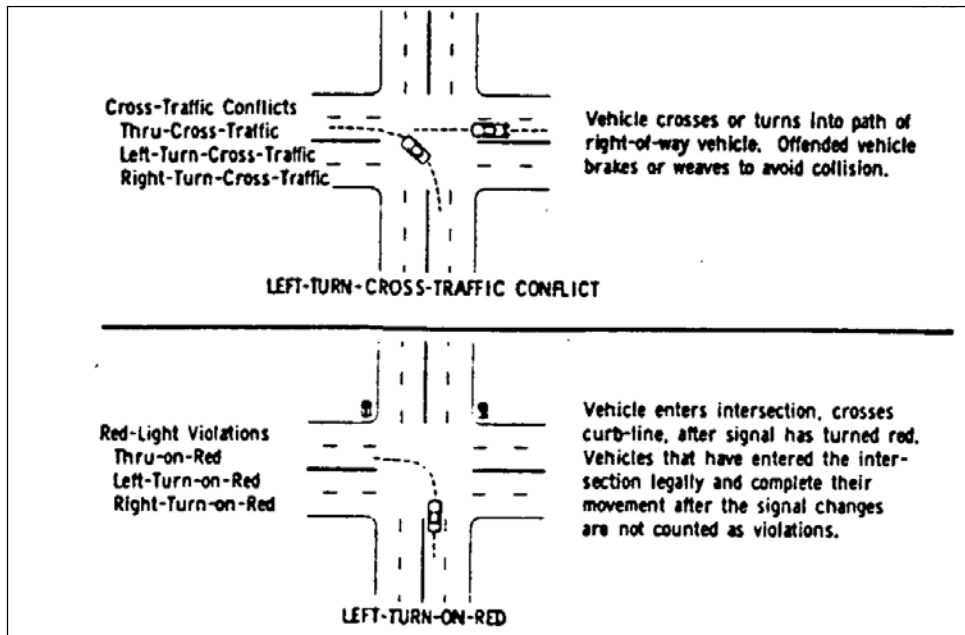 Cross-Traffic Conflicts
Thru-Cross-Traffic
Left-Turn-Cross-Traffic
Right-Turn-Cross-Traffic
Vehicle crosses or turns into path of
right-of-way vehicle. Offended vehicle
brakes or weaves to avoid collision.
LEFT-TURN-CROSS-TRAFFIC CONFLICT
Red-Light Violations
Thru-on-Red
Left-Turn-on-Red
Right-Turn-on-Red
Vehicle enters intersection, crosses
curb-line, after signal has turned red.
Vehicles that have entered the inter-
section legally and complete their
movement after the signal changes
are not counted as violations.
LEFT-TURN-ON-RED